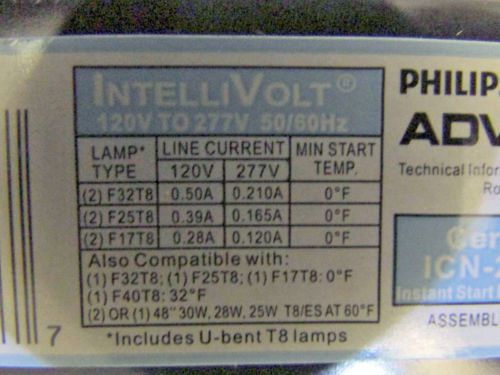 INTELLIVOLT®
120V TO 277V 50/60Hz
LAMP* TYPE LINE CURRENT MIN START TEMP.
120V 277V
(2) F32T8 0.50A 0.210A 0°F
(2) F25T8 0.39A 0.165A 0°F
(2) F17T8 0.28A 0.120A 0°F
Also Compatible with:
(1) F32T8; (1) F25T8; (1) F17T8: 0°F
(1) F40T8: 32°F
(2) OR (1) 48" 30W, 28W, 25W T8/ES AT 60°F
*Includes U-bent T8 lamps
7
PHILIP
ADV
Technical Infor
Ro
Cen
ICN-
Instant Start
ASSEMBL